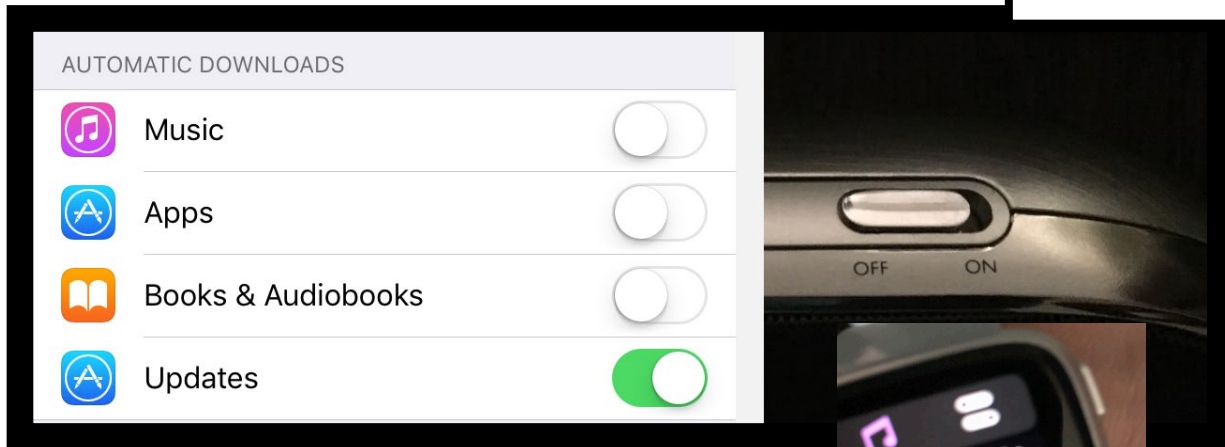 AUTOMATIC DOWNLOADS
Music
Apps
Books & Audiobooks
Updates
OFF ON